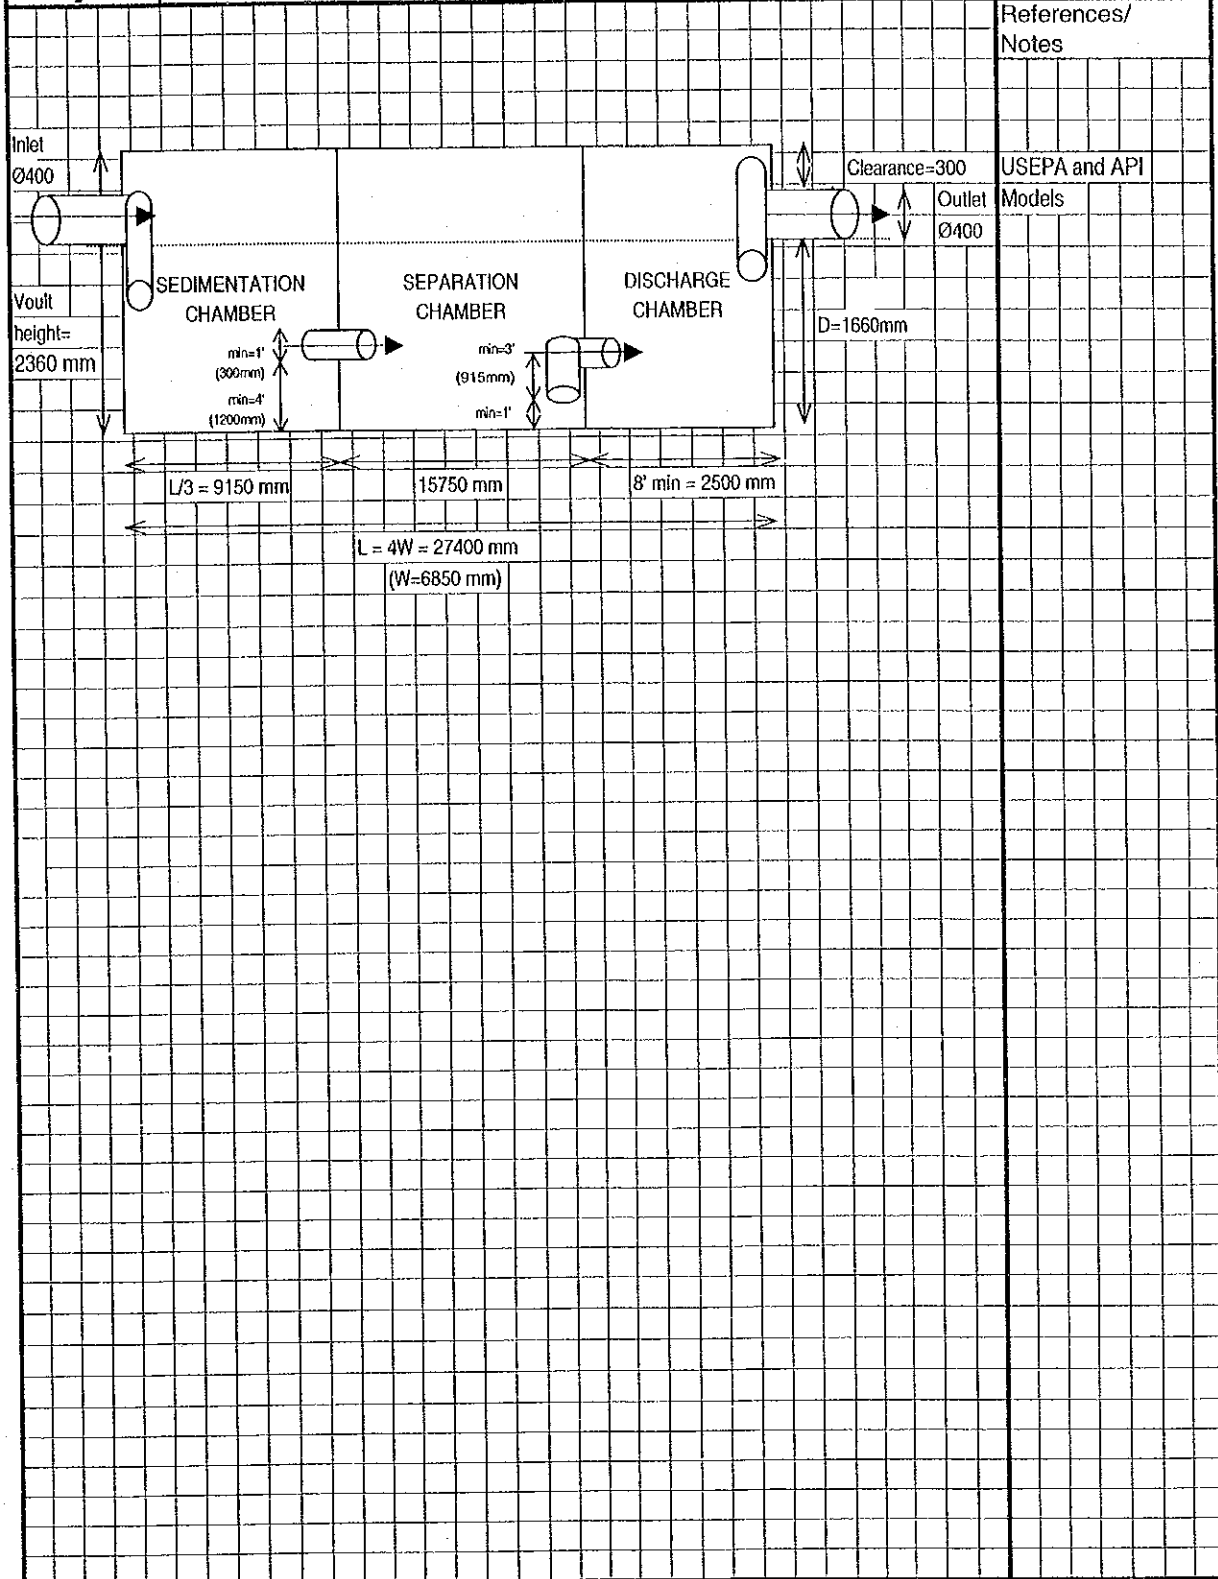 References/
Notes
Inlet
Ø400
Clearance=300
USEPA and API
Models
Outlet
Ø400
SEDIMENTATION
CHAMBER
SEPARATION
CHAMBER
DISCHARGE
CHAMBER
Voult
height=
2360 mm
D=1660mm
min=1'
(300mm)
min=4'
(1200mm)
min=3'
(915mm)
min=1'
L/3 = 9150 mm
15750 mm
8' min = 2500 mm
L = 4W = 27400 mm
(W=6850 mm)